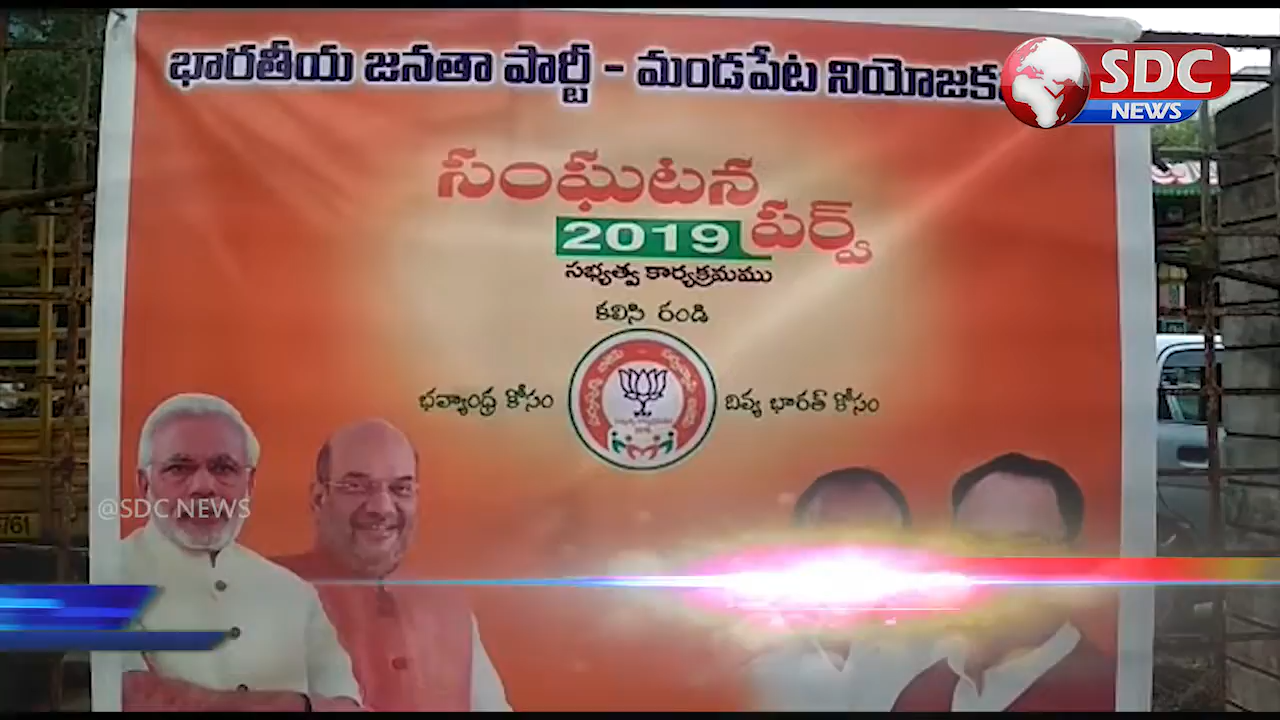 భారతీయ జనతా పార్టీ - మండపేట నియోజక
SDC
NEWS
సంఘటన
2019 పర్వ్
సభ్యత్వ కార్యక్రమము
కలిసి రండి
భవ్యాంధ్ర కోసం
దివ్య భారత్ కోసం
@SDC NEWS